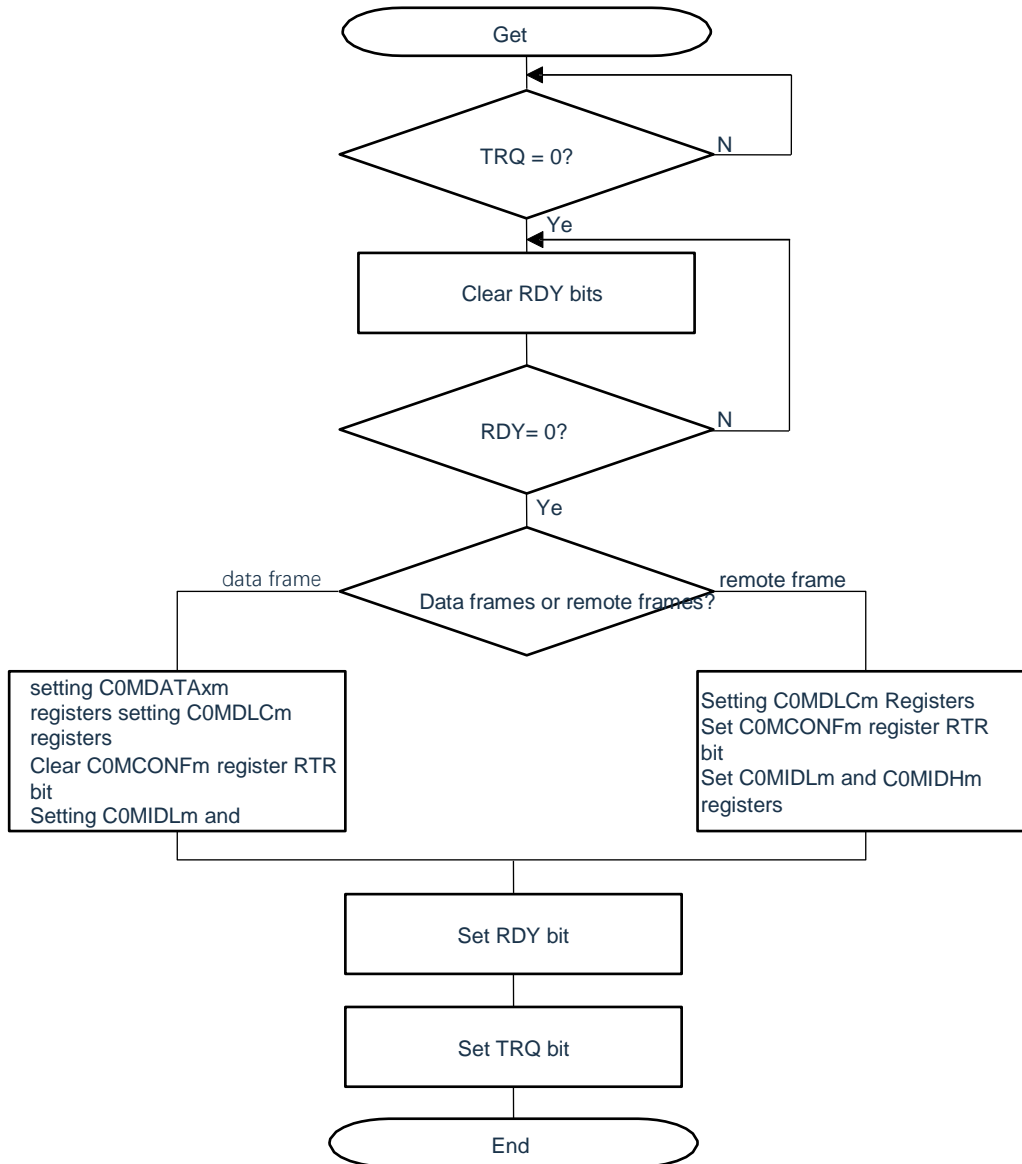 Get
TRQ = 0?
N
Ye
Clear RDY bits
RDY= 0?
N
Ye
data frame
remote frame
Data frames or remote frames?
setting C0MDATAxm
registers setting C0MDLCm
registers
Clear C0MCONFm register RTR
bit
Setting C0MIDLm and
Setting C0MDLCm Registers
Set C0MCONFm register RTR
bit
Set C0MIDLm and C0MIDHm
registers
Set RDY bit
Set TRQ bit
End